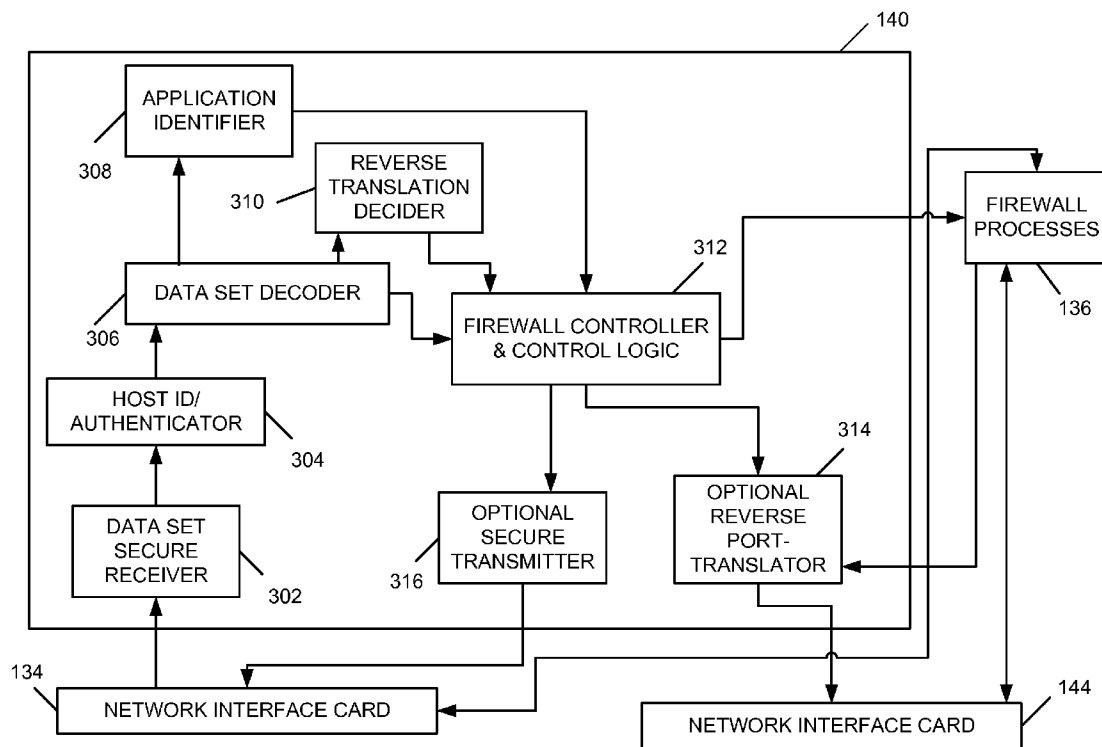 140
APPLICATION
IDENTIFIER
308
REVERSE
TRANSLATION
DECIDER
310
FIREWALL
PROCESSES
136
DATA SET DECODER
306
312
FIREWALL CONTROLLER
& CONTROL LOGIC
HOST ID/
AUTHENTICATOR
304
314
OPTIONAL
REVERSE
PORT-
TRANSLATOR
DATA SET
SECURE
RECEIVER
302
OPTIONAL
SECURE
TRANSMITTER
316
134
NETWORK INTERFACE CARD
144
NETWORK INTERFACE CARD